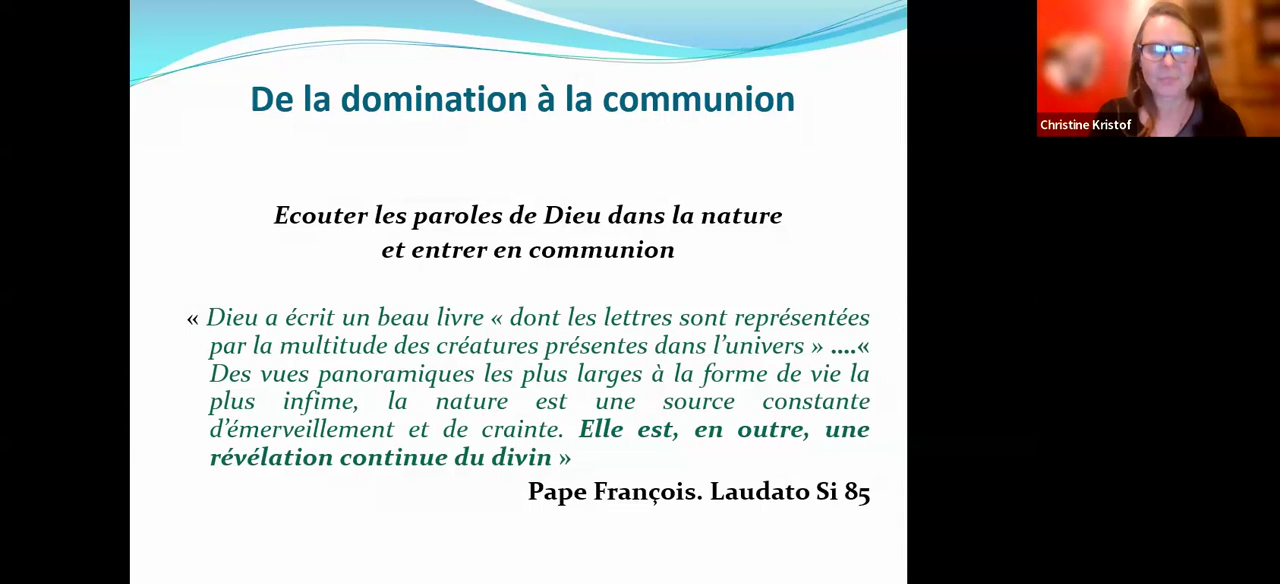 De la domination à la communion
Christine Kristof
Ecouter les paroles de Dieu dans la nature
et entrer en communion
« Dieu a écrit un beau livre « dont les lettres sont représentées
par la multitude des créatures présentes dans l’univers » ....«
Des vues panoramiques les plus larges à la forme de vie la
plus infime, la nature est une source constante
d’émerveillement et de crainte. Elle est, en outre, une
révélation continue du divin »
Pape François. Laudato Si 85